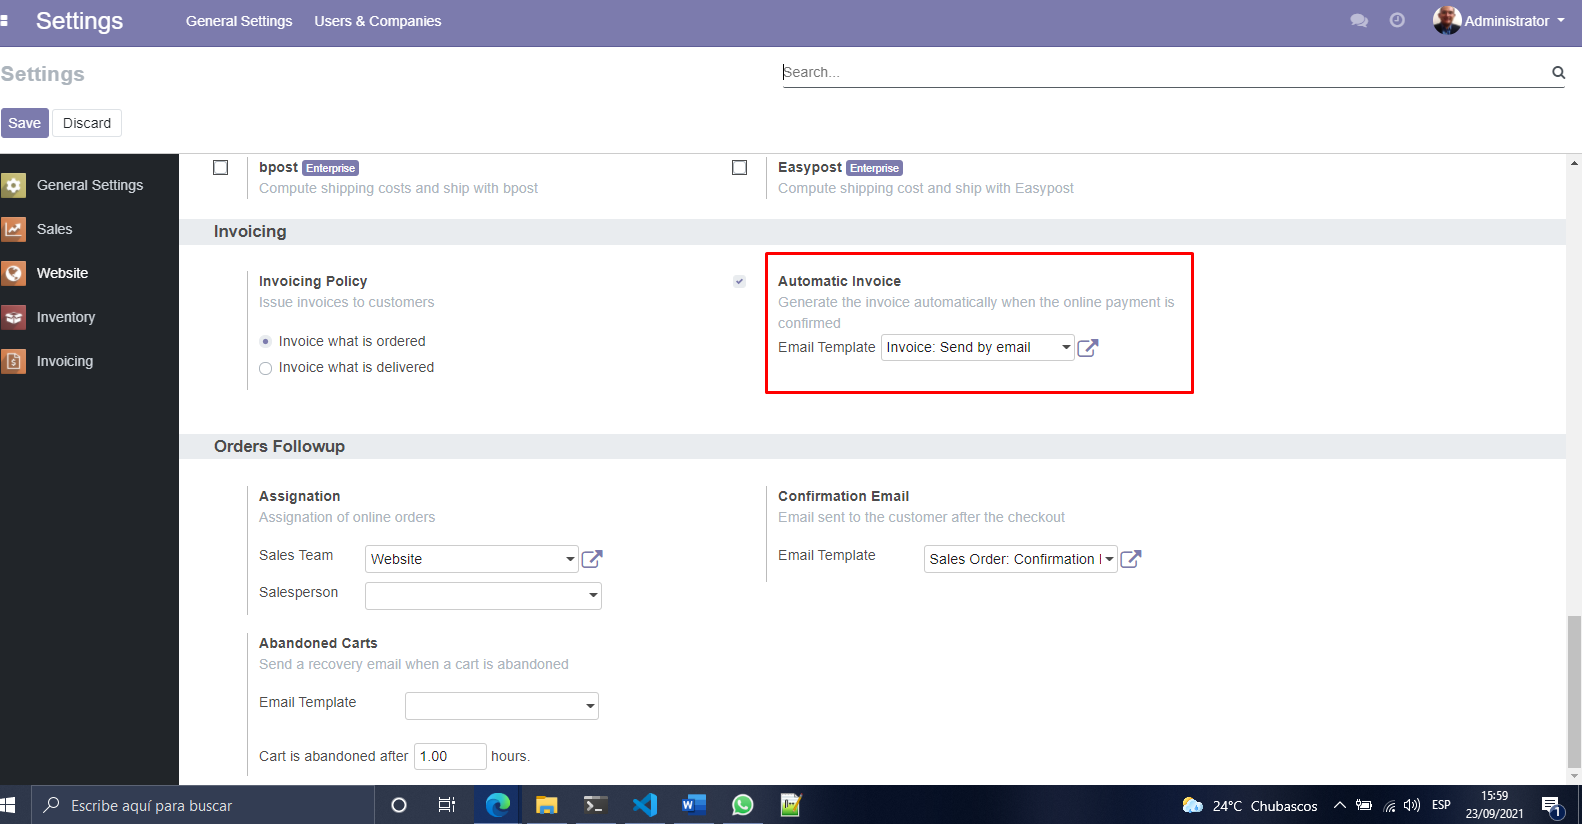 Settings
General Settings
Users & Companies
Administrator
Settings
Search...
Save
Discard
General Settings
Sales
Website
Inventory
Invoicing
bpost Enterprise
Compute shipping costs and ship with bpost
Easypost Enterprise
Compute shipping cost and ship with Easypost
Invoicing
Invoicing Policy
Issue invoices to customers
Invoice what is ordered
Invoice what is delivered
Automatic Invoice
Generate the invoice automatically when the online payment is
confirmed
Email Template Invoice: Send by email
Orders Followup
Assignation
Assignation of online orders
Sales Team Website
Salesperson
Confirmation Email
Email sent to the customer after the checkout
Email Template Sales Order: Confirmation
Abandoned Carts
Send a recovery email when a cart is abandoned
Email Template
Cart is abandoned after 1.00 hours.
Escribe aquí para buscar
24°C Chubascos
ESP
15:59
23/09/2021
1